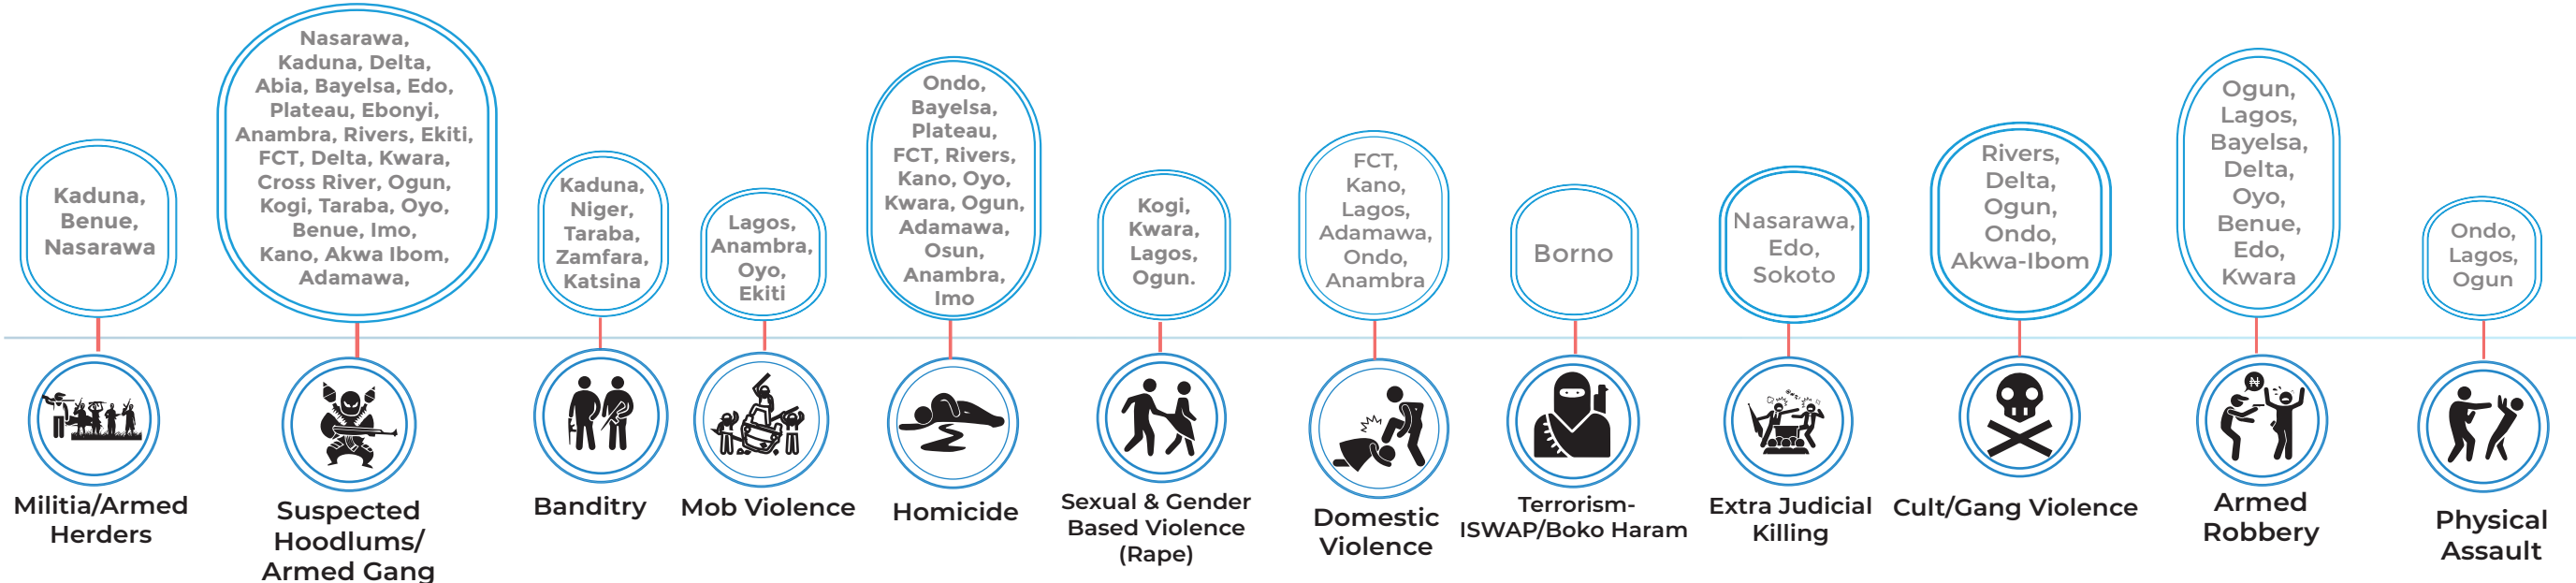 Kaduna,
Benue,
Nasarawa
Militia/Armed
Herders
Nasarawa,
Kaduna, Delta,
Abia, Bayelsa, Edo,
Plateau, Ebonyi,
Anambra, Rivers, Ekiti,
FCT, Delta, Kwara,
Cross River, Ogun,
Kogi, Taraba, Oyo,
Benue, Imo,
Kano, Akwa Ibom,
Adamawa,
Suspected
Hoodlums/
Armed Gang
Kaduna,
Niger,
Taraba,
Zamfara,
Katsina
Banditry
Lagos,
Anambra,
Oyo,
Ekiti
Mob Violence
Ondo,
Bayelsa,
Plateau,
FCT, Rivers,
Kano, Oyo,
Kwara, Ogun,
Adamawa,
Osun,
Anambra,
Imo
Homicide
Kogi,
Kwara,
Lagos,
Ogun.
Sexual & Gender
Based Violence
(Rape)
FCT,
Kano,
Lagos,
Adamawa,
Ondo,
Anambra
Domestic
Violence
Borno
Terrorism-
ISWAP/Boko Haram
Nasarawa,
Edo,
Sokoto
Extra Judicial
Killing
Rivers,
Delta,
Ogun,
Ondo,
Akwa-Ibom
Cult/Gang Violence
Ogun,
Lagos,
Bayelsa,
Delta,
Oyo,
Benue,
Edo,
Kwara
₦
Armed
Robbery
Ondo,
Lagos,
Ogun
Physical
Assault